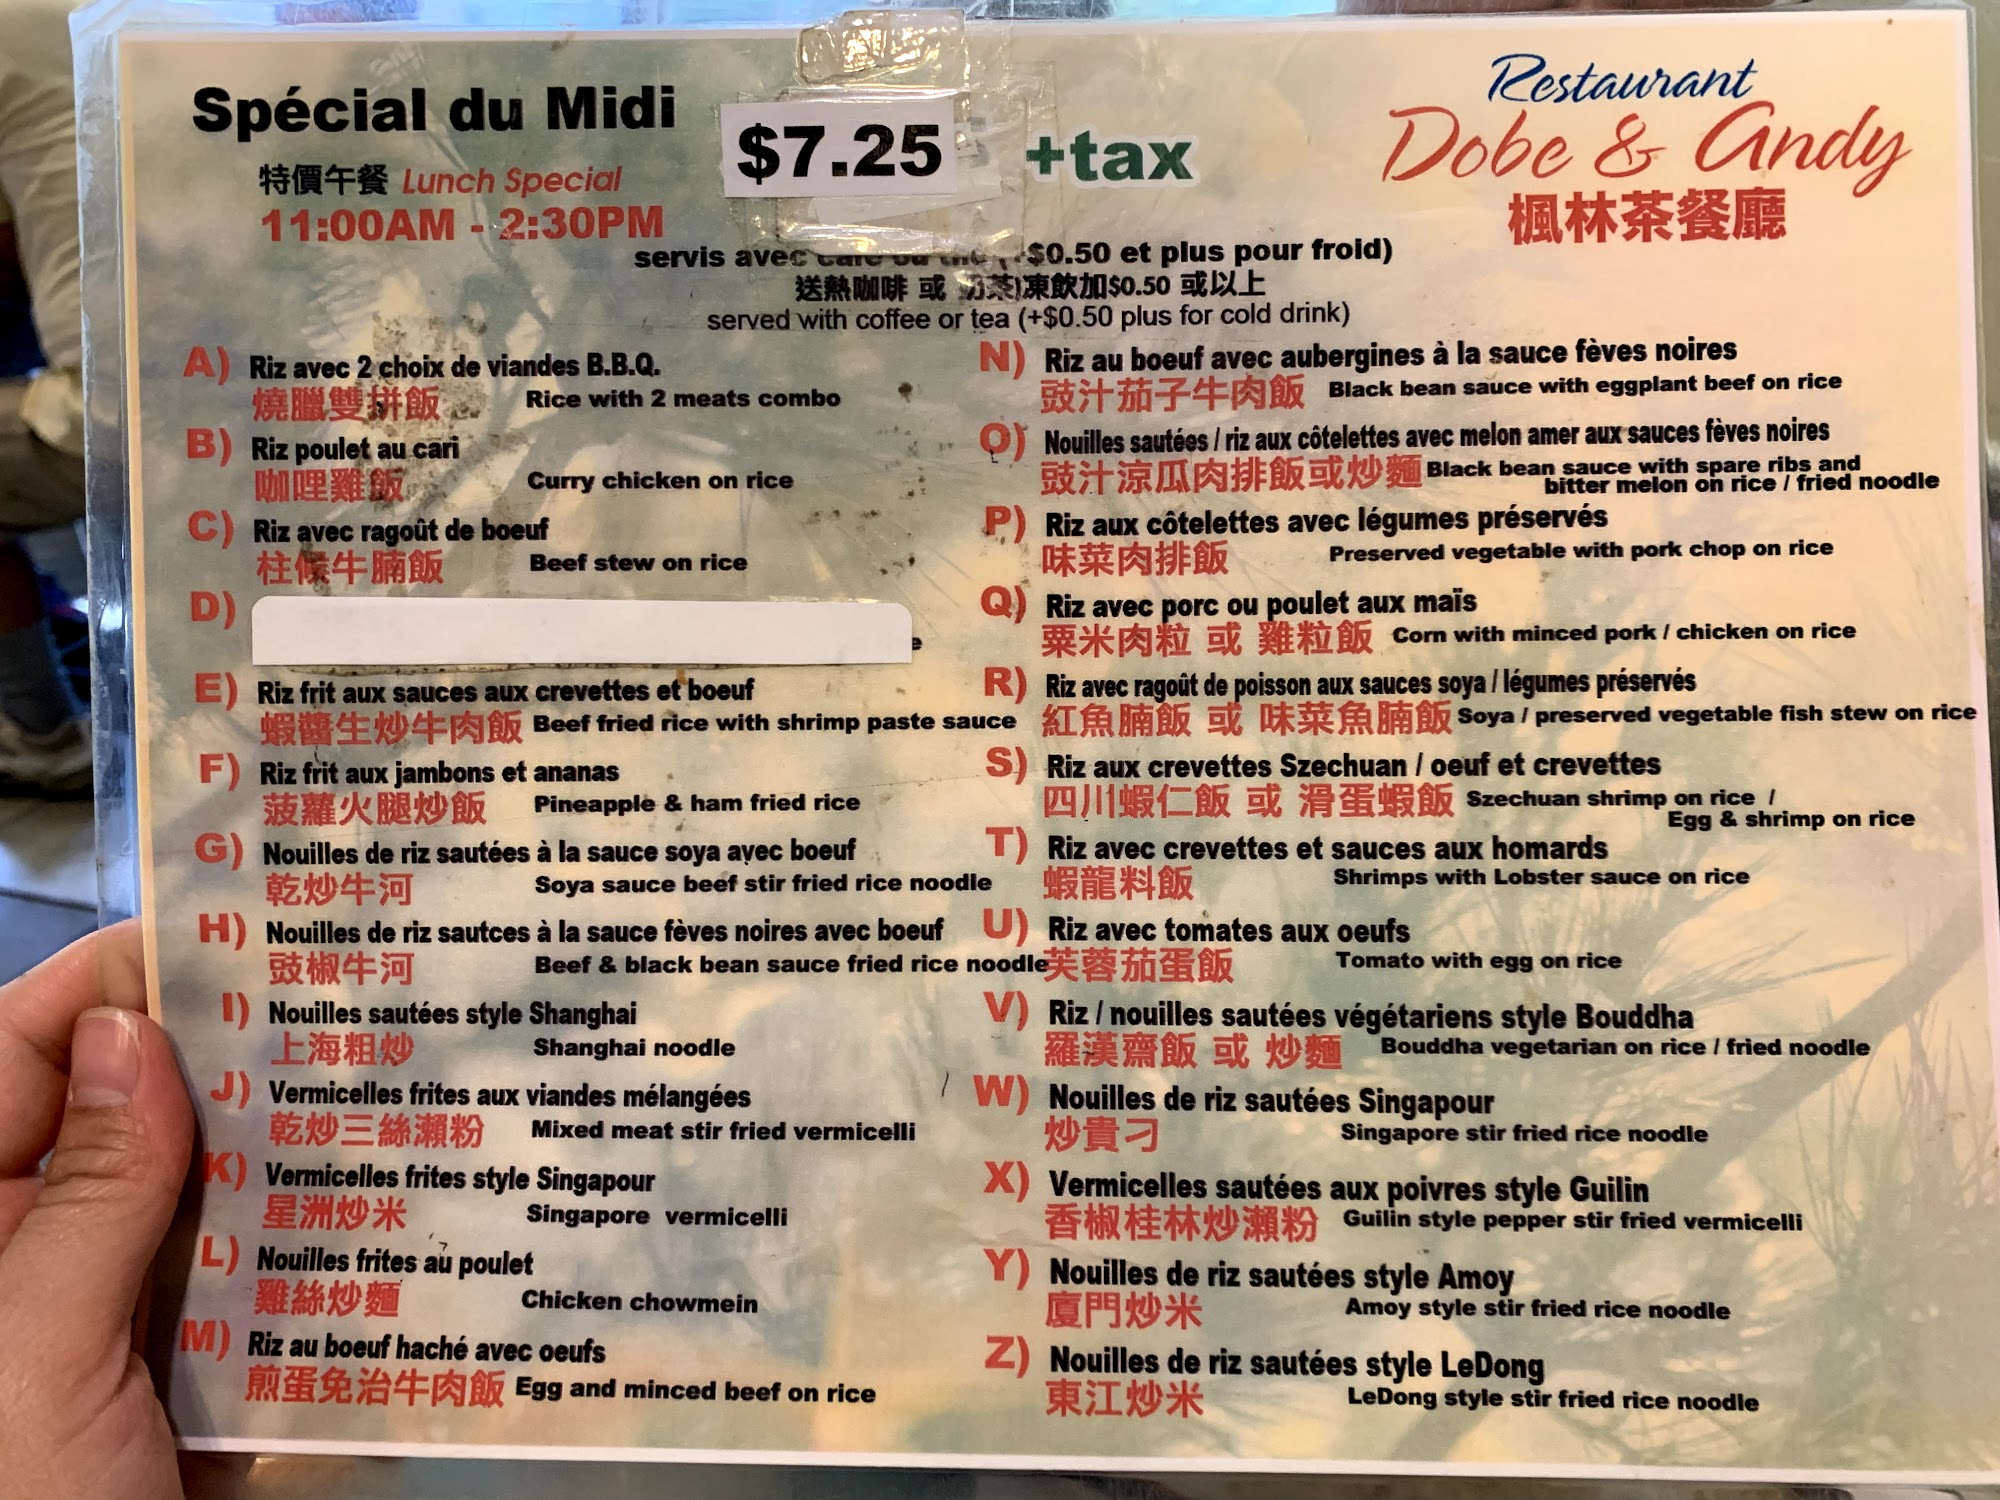 Spécial du Midi
$7.25
+tax
特價午餐 Lunch Special
11:00AM - 2:30PM
Restaurant
Dobe & Andy
楓林茶餐廳
servis avec café ou thé (+$0.50 et plus pour froid)
送熱咖啡 或 奶茶)凍飲加$0.50 或以上
served with coffee or tea (+$0.50 plus for cold drink)
A) Riz avec 2 choix de viandes B.B.Q.
燒臘雙拼飯 Rice with 2 meats combo
B) Riz poulet au cari
咖哩雞飯 Curry chicken on rice
C) Riz avec ragoût de boeuf
柱候牛腩飯 Beef stew on rice
D)
e
E) Riz frit aux sauces aux crevettes et boeuf
蝦醬生炒牛肉飯 Beef fried rice with shrimp paste sauce
F) Riz frit aux jambons et ananas
菠蘿火腿炒飯 Pineapple & ham fried rice
G) Nouilles de riz sautées à la sauce soya avec boeuf
乾炒牛河 Soya sauce beef stir fried rice noodle
H) Nouilles de riz sautces à la sauce fèves noires avec boeuf
豉椒牛河 Beef & black bean sauce fried rice noodle
I) Nouilles sautées style Shanghai
上海粗炒 Shanghai noodle
J) Vermicelles frites aux viandes mélangées
乾炒三絲瀨粉 Mixed meat stir fried vermicelli
K) Vermicelles frites style Singapour
星洲炒米 Singapore vermicelli
L) Nouilles frites au poulet
雞絲炒麵 Chicken chowmein
M) Riz au boeuf haché avec oeufs
煎蛋免治牛肉飯 Egg and minced beef on rice
N) Riz au boeuf avec aubergines à la sauce fèves noires
豉汁茄子牛肉飯 Black bean sauce with eggplant beef on rice
O) Nouilles sautées / riz aux côtelettes avec melon amer aux sauces fèves noires
豉汁涼瓜肉排飯或炒麵 Black bean sauce with spare ribs and
bitter melon on rice / fried noodle
P) Riz aux côtelettes avec légumes préservés
味菜肉排飯 Preserved vegetable with pork chop on rice
Q) Riz avec porc ou poulet aux maïs
粟米肉粒 或 雞粒飯 Corn with minced pork / chicken on rice
R) Riz avec ragoût de poisson aux sauces soya / légumes préservés
紅魚腩飯 或 味菜魚腩飯 Soya / preserved vegetable fish stew on rice
S) Riz aux crevettes Szechuan / oeuf et crevettes
四川蝦仁飯 或 滑蛋蝦飯 Szechuan shrimp on rice /
Egg & shrimp on rice
T) Riz avec crevettes et sauces aux homards
蝦龍料飯 Shrimps with Lobster sauce on rice
U) Riz avec tomates aux oeufs
芙蓉茄蛋飯 Tomato with egg on rice
V) Riz / nouilles sautées végétariens style Bouddha
羅漢齋飯 或 炒麵 Bouddha vegetarian on rice / fried noodle
W) Nouilles de riz sautées Singapour
炒貴刁 Singapore stir fried rice noodle
X) Vermicelles sautées aux poivres style Guilin
香椒桂林炒瀨粉 Guilin style pepper stir fried vermicelli
Y) Nouilles de riz sautées style Amoy
廈門炒米 Amoy style stir fried rice noodle
Z) Nouilles de riz sautées style LeDong
東江炒米 LeDong style stir fried rice noodle